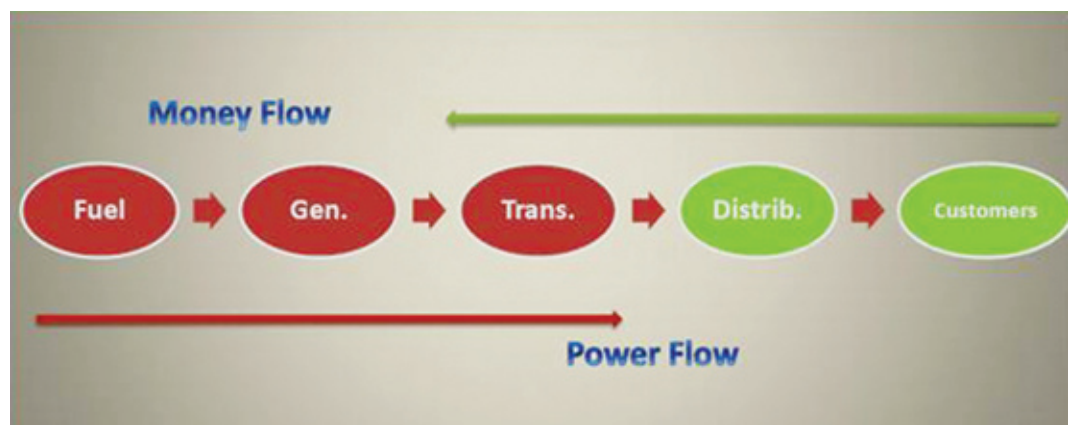 Money Flow
Fuel
Gen.
Trans.
Distrib.
Customers
Power Flow